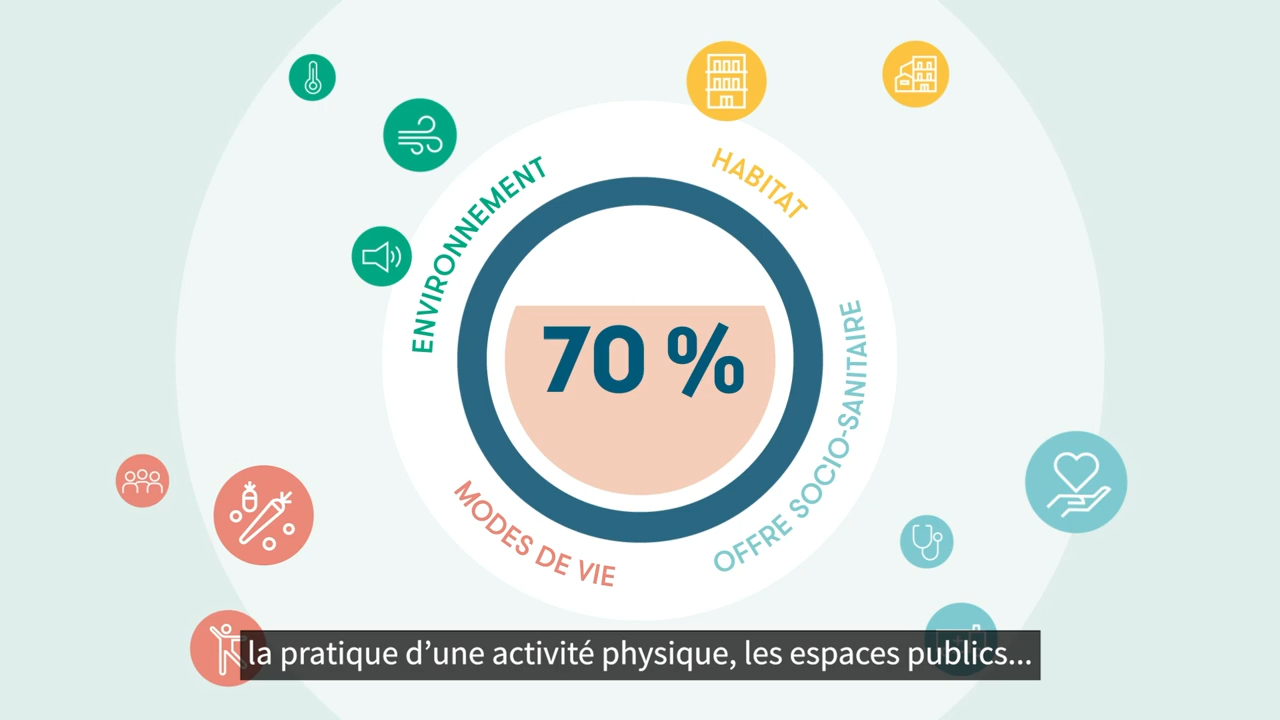 ENVIRONNEMENT
HABITAT
70 %
OFFRE SOCIO-SANITAIRE
MODES DE VIE
la pratique d’une activité physique, les espaces publics...